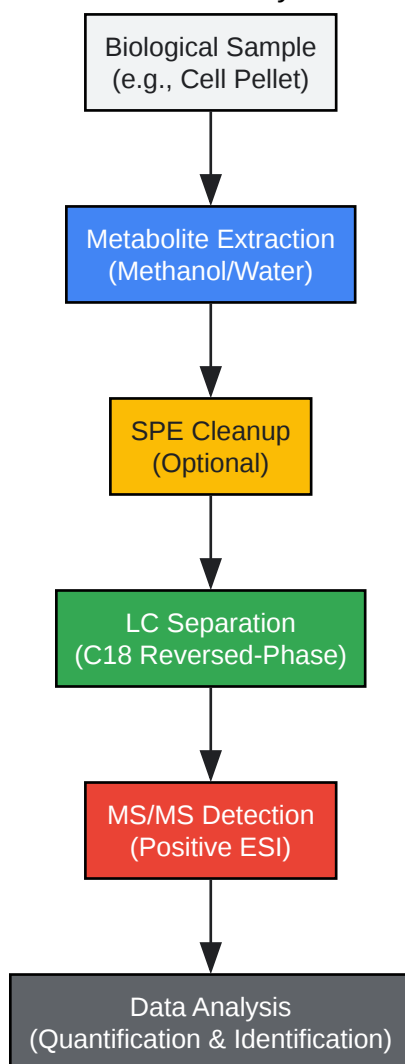 Biological Sample
(e.g., Cell Pellet)
Metabolite Extraction
(Methanol/Water)
SPE Cleanup
(Optional)
LC Separation
(C18 Reversed-Phase)
MS/MS Detection
(Positive ESI)
Data Analysis
(Quantification & Identification)